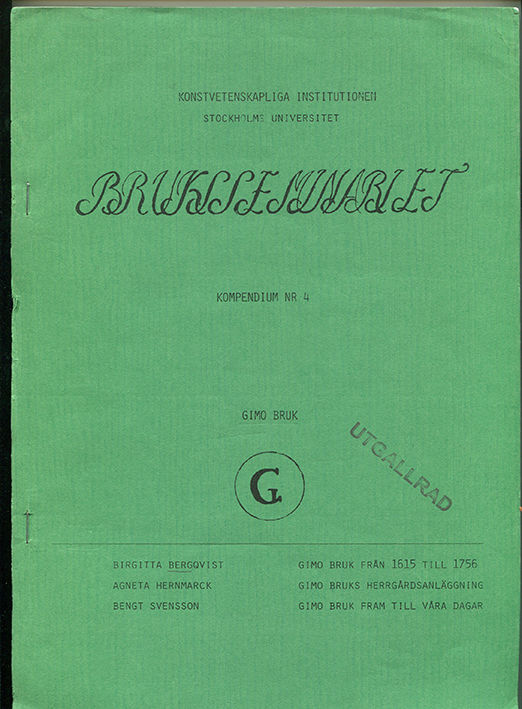 KONSTVETENSKAPLIGA INSTITUTIONEN
STOCKHOLMS UNIVERSITET
BRUKSSEMINARIET
KOMPENDIUM NR 4
GIMO BRUK
UTGALLRAD
G
BIRGITTA BERGQVIST GIMO BRUK FRÅN 1615 TILL 1756
AGNETA HERNMARCK GIMO BRUKS HERRGÅRDSANLÄGGNING
BENGT SVENSSON GIMO BRUK FRAM TILL VÅRA DAGAR